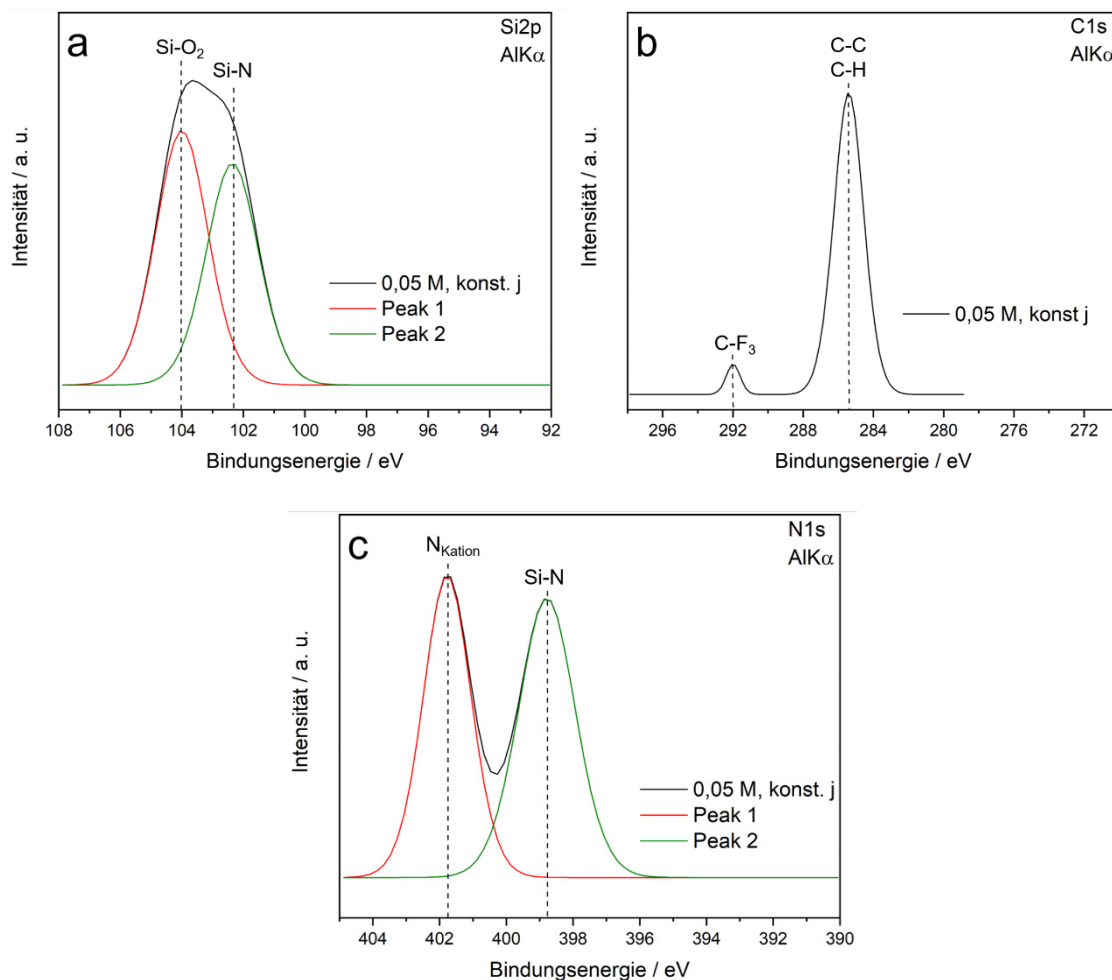 a
Si2p
AlKα
Si-O₂
Si-N
0,05 M, konst. j
Peak 1
Peak 2
Intensität / a. u.
108 106 104 102 100 98 96 94 92
Bindungsenergie / eV
b
C1s
AlKα
C-C
C-H
C-F₃
0,05 M, konst j
Intensität / a. u.
296 292 288 284 280 276 272
Bindungsenergie / eV
c
N1s
AlKα
N_Kation
Si-N
0,05 M, konst. j
Peak 1
Peak 2
Intensität / a. u.
404 402 400 398 396 394 392 390
Bindungsenergie / eV